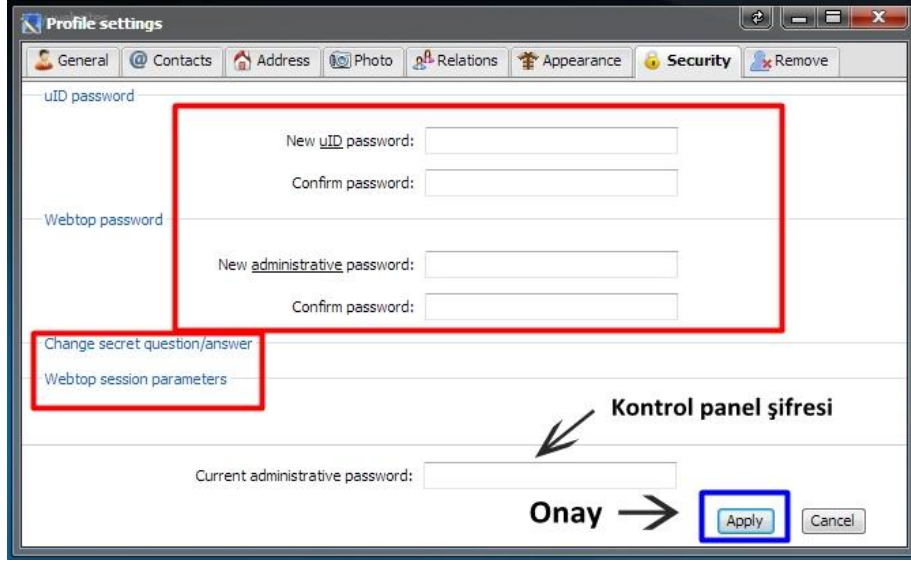 Profile settings
General Contacts Address Photo Relations Appearance Security Remove
uID password
New uID password:
Confirm password:
Webtop password
New administrative password:
Confirm password:
Change secret question/answer
Webtop session parameters
Kontrol panel şifresi
Current administrative password:
Onay
Apply Cancel